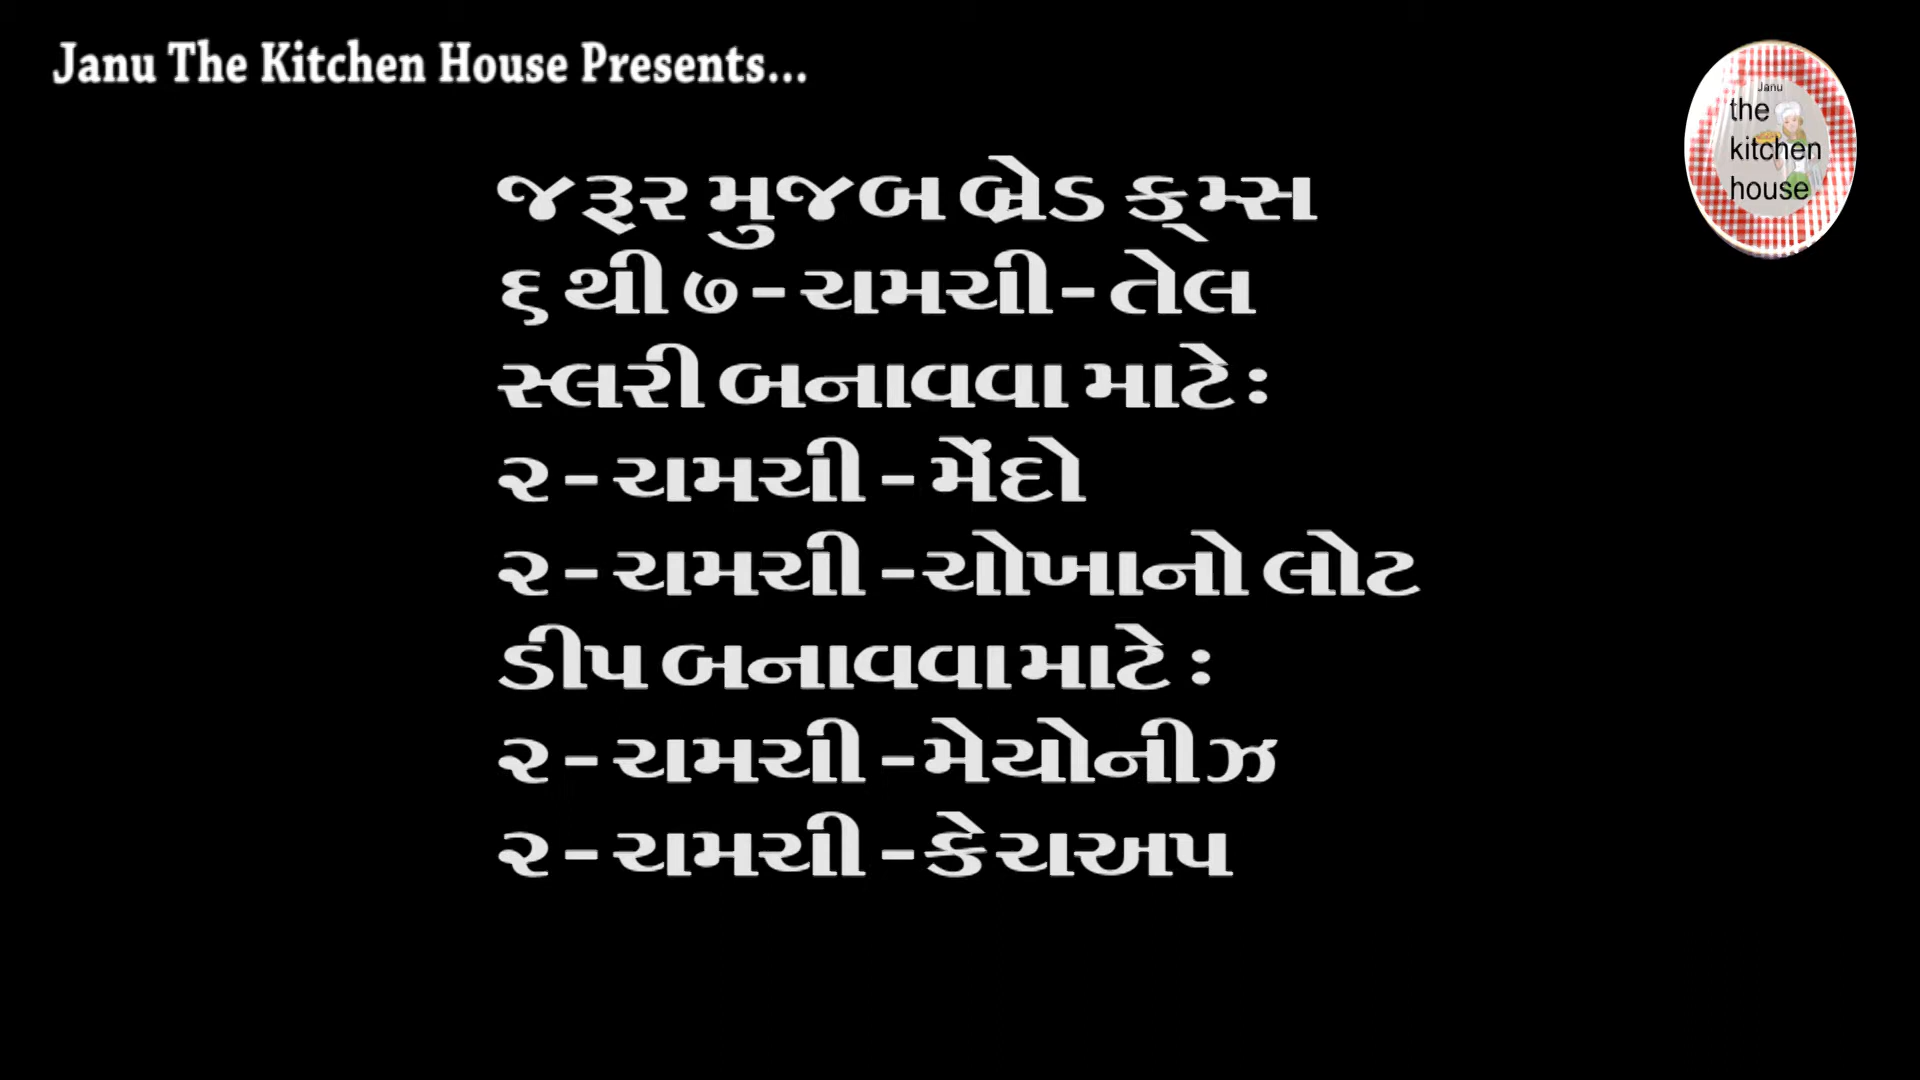 Janu The Kitchen House Presents...
Janu
the
kitchen
house
જરૂર મુજબ બ્રેડ ક્મ્સ
૬ થી ૭ - ચમચી - તેલ
સ્લરી બનાવવા માટે :
૨ - ચમચી - મેંદો
૨ - ચમચી - ચોખાનો લોટ
ડીપ બનાવવા માટે :
૨ - ચમચી - મેયોનીઝ
૨ - ચમચી - કેચઅપ